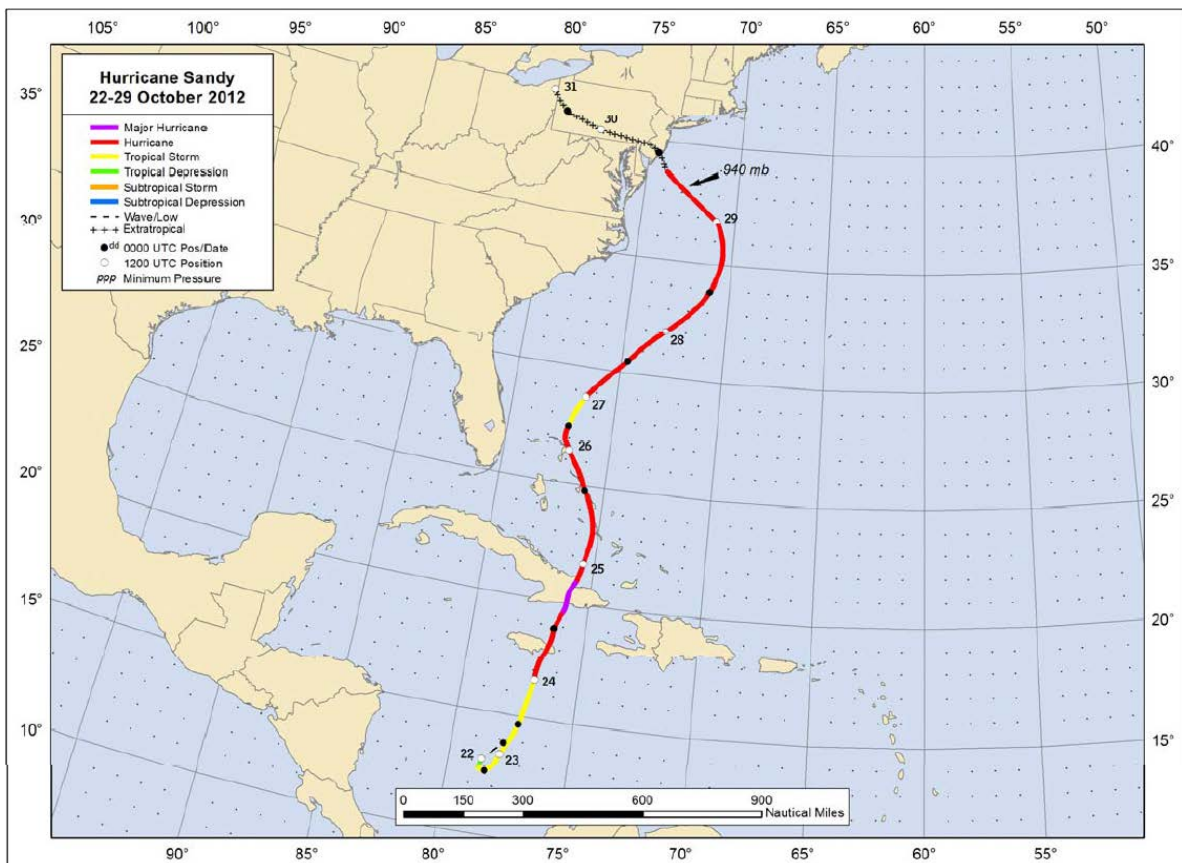 105° 100° 95° 90° 85° 80° 75° 70° 65° 60° 55° 50°
Hurricane Sandy
22-29 October 2012
Major Hurricane
Hurricane
Tropical Storm
Tropical Depression
Subtropical Storm
Subtropical Depression
Wave/Low
Extratropical
dd 0000 UTC Pos/Date
1200 UTC Position
ppp Minimum Pressure
35°
30°
25°
20°
15°
10°
31
30
940 mb
29
28
27
26
25
24
22
23
40°
35°
30°
25°
20°
15°
0 150 300 600 900
Nautical Miles
90° 85° 80° 75° 70° 65° 60° 55°